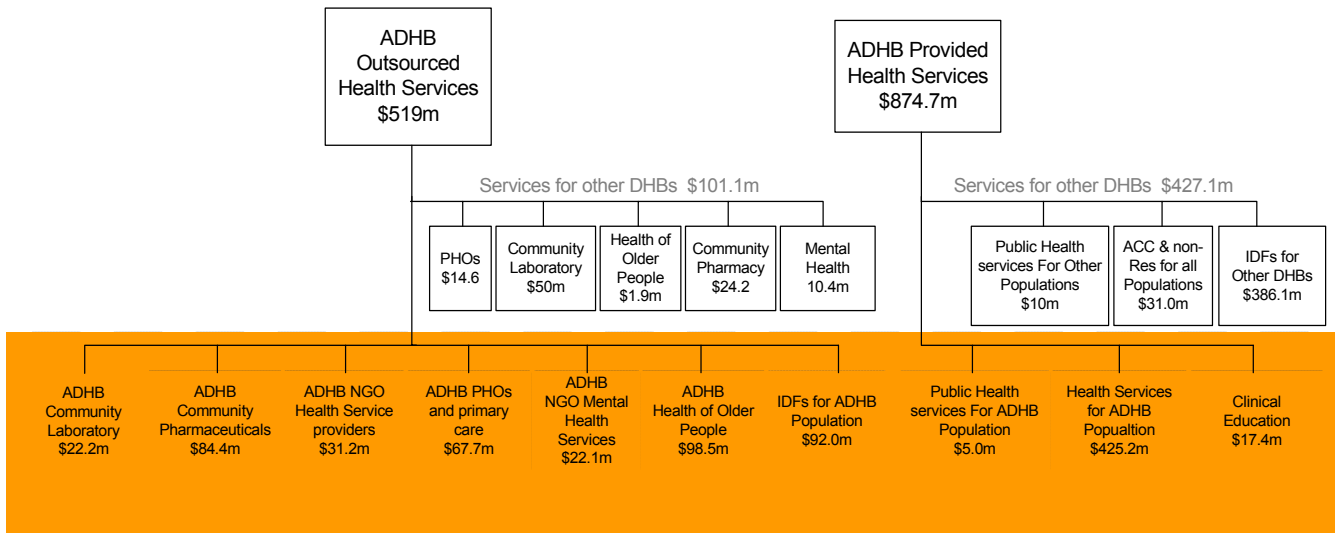 ADHB
Outsourced
Health Services
$519m
ADHB Provided
Health Services
$874.7m
Services for other DHBs $101.1m
Services for other DHBs $427.1m
PHOs
$14.6
Community
Laboratory
$50m
Health of
Older
People
$1.9m
Community
Pharmacy
$24.2
Mental
Health
10.4m
Public Health
services For Other
Populations
$10m
ACC & non-
Res for all
Populations
$31.0m
IDFs for
Other DHBs
$386.1m
ADHB
Community
Laboratory
$22.2m
ADHB
Community
Pharmaceuticals
$84.4m
ADHB NGO
Health Service
providers
$31.2m
ADHB PHOs
and primary
care
$67.7m
ADHB
NGO Mental
Health
Services
$22.1m
ADHB
Health of Older
People
$98.5m
IDFs for ADHB
Population
$92.0m
Public Health
services For ADHB
Population
$5.0m
Health Services
for ADHB
Popualtion
$425.2m
Clinical
Education
$17.4m